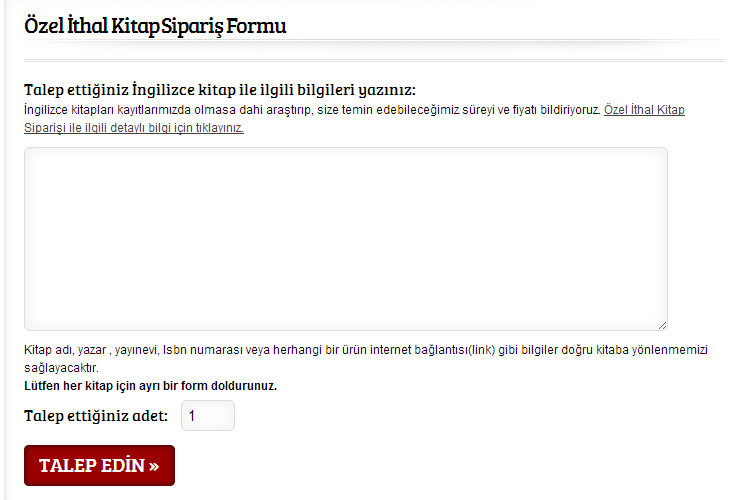 Özel İthal Kitap Sipariş Formu
Talep ettiğiniz İngilizce kitap ile ilgili bilgileri yazınız:
İngilizce kitapları kayıtlarımızda olmasa dahi araştırıp, size temin edebileceğimiz süreyi ve fiyatı bildiriyoruz. Özel İthal Kitap
Siparişi ile ilgili detaylı bilgi için tıklayınız.
Kitap adı, yazar , yayınevi, Isbn numarası veya herhangi bir ürün internet bağlantısı(link) gibi bilgiler doğru kitaba yönlenmemizi
sağlayacaktır.
Lütfen her kitap için ayrı bir form doldurunuz.
Talep ettiğiniz adet: 1
TALEP EDİN »